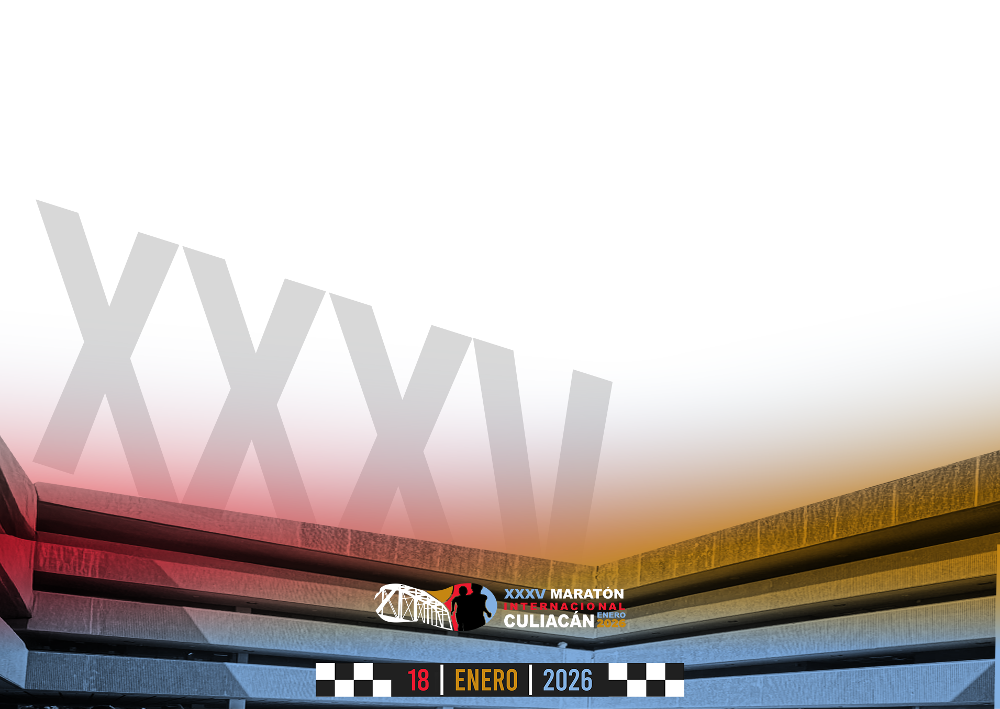 XXXV
XXXV MARATÓN
INTERNACIONAL
CULIACÁN ENERO 2026
18 | ENERO | 2026